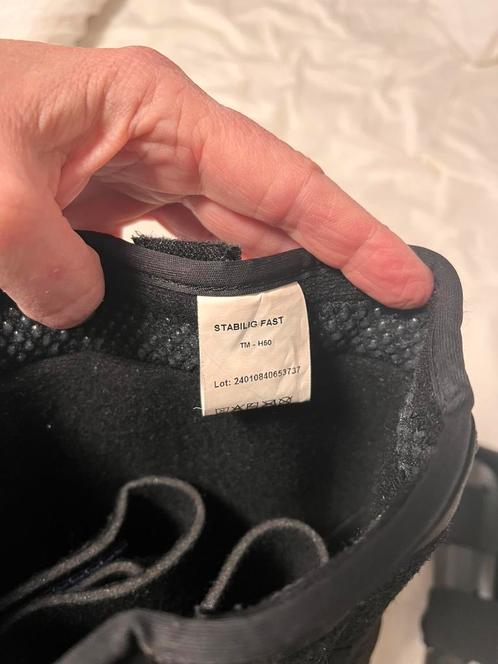 STABILIG FAST
TM - H50
Lot: 24010840653737